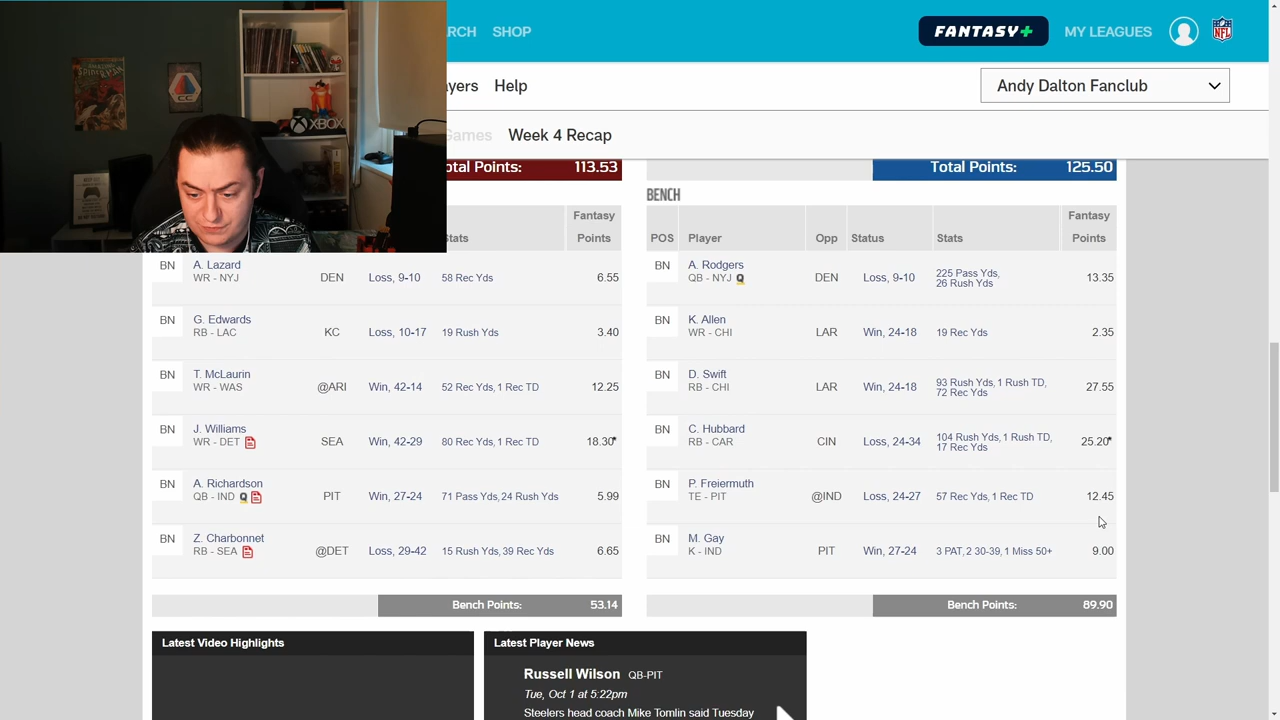 RCH SHOP
FANTASY+
MY LEAGUES
NFL
XBOX
yers Help
Andy Dalton Fanclub
Games Week 4 Recap
otal Points: 113.53
Total Points: 125.50
BENCH
tats
Fantasy
Points
POS Player Opp Status Stats
Fantasy
Points
BN A. Lazard
WR - NYJ
DEN Loss, 9-10 58 Rec Yds 6.55
BN G. Edwards
RB - LAC
KC Loss, 10-17 19 Rush Yds 3.40
BN T. McLaurin
WR - WAS
@ARI Win, 42-14 52 Rec Yds, 1 Rec TD 12.25
BN J. Williams
WR - DET
SEA Win, 42-29 80 Rec Yds, 1 Rec TD 18.30*
BN A. Richardson
QB - IND Q
PIT Win, 27-24 71 Pass Yds, 24 Rush Yds 5.99
BN Z. Charbonnet
RB - SEA
@DET Loss, 29-42 15 Rush Yds, 39 Rec Yds 6.65
Bench Points: 53.14
BN A. Rodgers
QB - NYJ Q
DEN Loss, 9-10 225 Pass Yds,
26 Rush Yds
13.35
BN K. Allen
WR - CHI
LAR Win, 24-18 19 Rec Yds 2.35
BN D. Swift
RB - CHI
LAR Win, 24-18 93 Rush Yds, 1 Rush TD,
72 Rec Yds
27.55
BN C. Hubbard
RB - CAR
CIN Loss, 24-34 104 Rush Yds, 1 Rush TD,
17 Rec Yds
25.20*
BN P. Freiermuth
TE - PIT
@IND Loss, 24-27 57 Rec Yds, 1 Rec TD 12.45
BN M. Gay
K - IND
PIT Win, 27-24 3 PAT, 2 30-39, 1 Miss 50+ 9.00
Bench Points: 89.90
Latest Video Highlights
Latest Player News
Russell Wilson QB-PIT
Tue, Oct 1 at 5:22pm
Steelers head coach Mike Tomlin said Tuesday